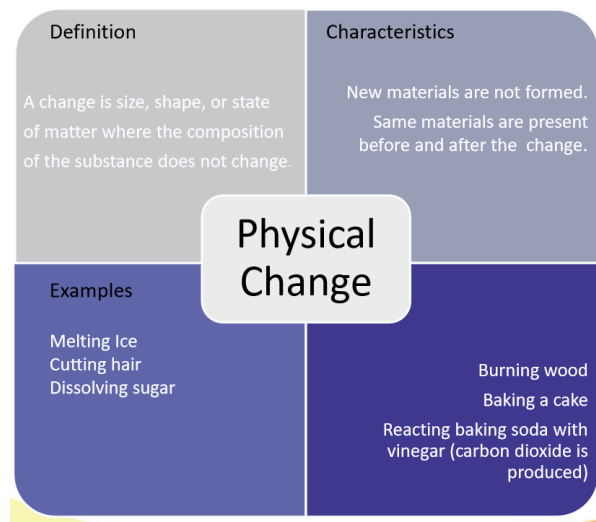 Definition
A change is size, shape, or state
of matter where the composition
of the substance does not change.
Characteristics
New materials are not formed.
Same materials are present
before and after the change.
Physical
Change
Examples
Melting Ice
Cutting hair
Dissolving sugar
Burning wood
Baking a cake
Reacting baking soda with
vinegar (carbon dioxide is
produced)